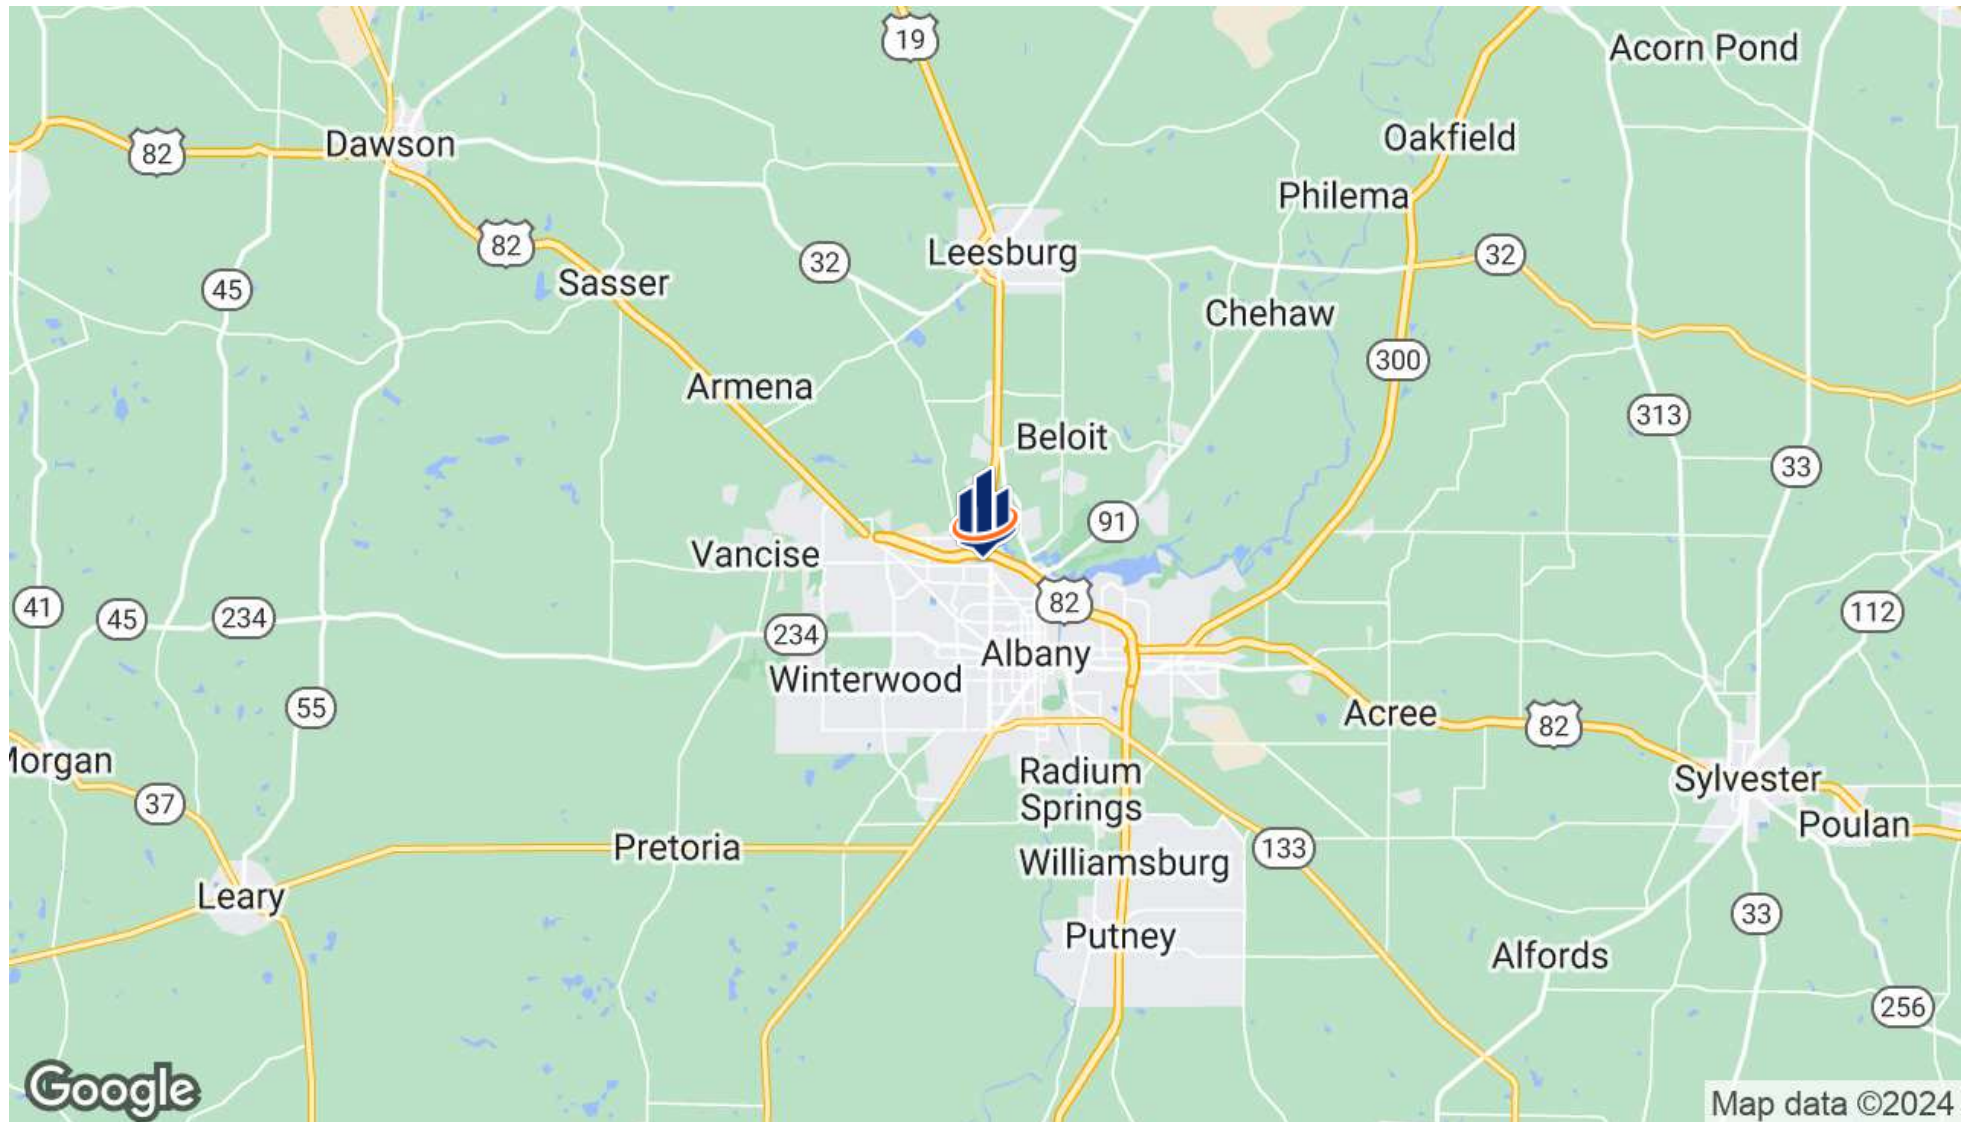 19
Acorn Pond
Oakfield
Dawson
82
Philema
82
Leesburg
32
32
Sasser
45
Chehaw
300
Armena
313
Beloit
33
91
Vancise
82
41
45
234
234
112
Albany
Winterwood
55
Acree
82
Morgan
Radium
Springs
Sylvester
37
Poulan
Pretoria
133
Williamsburg
Leary
33
Putney
Alfords
256
Google
Map data ©2024